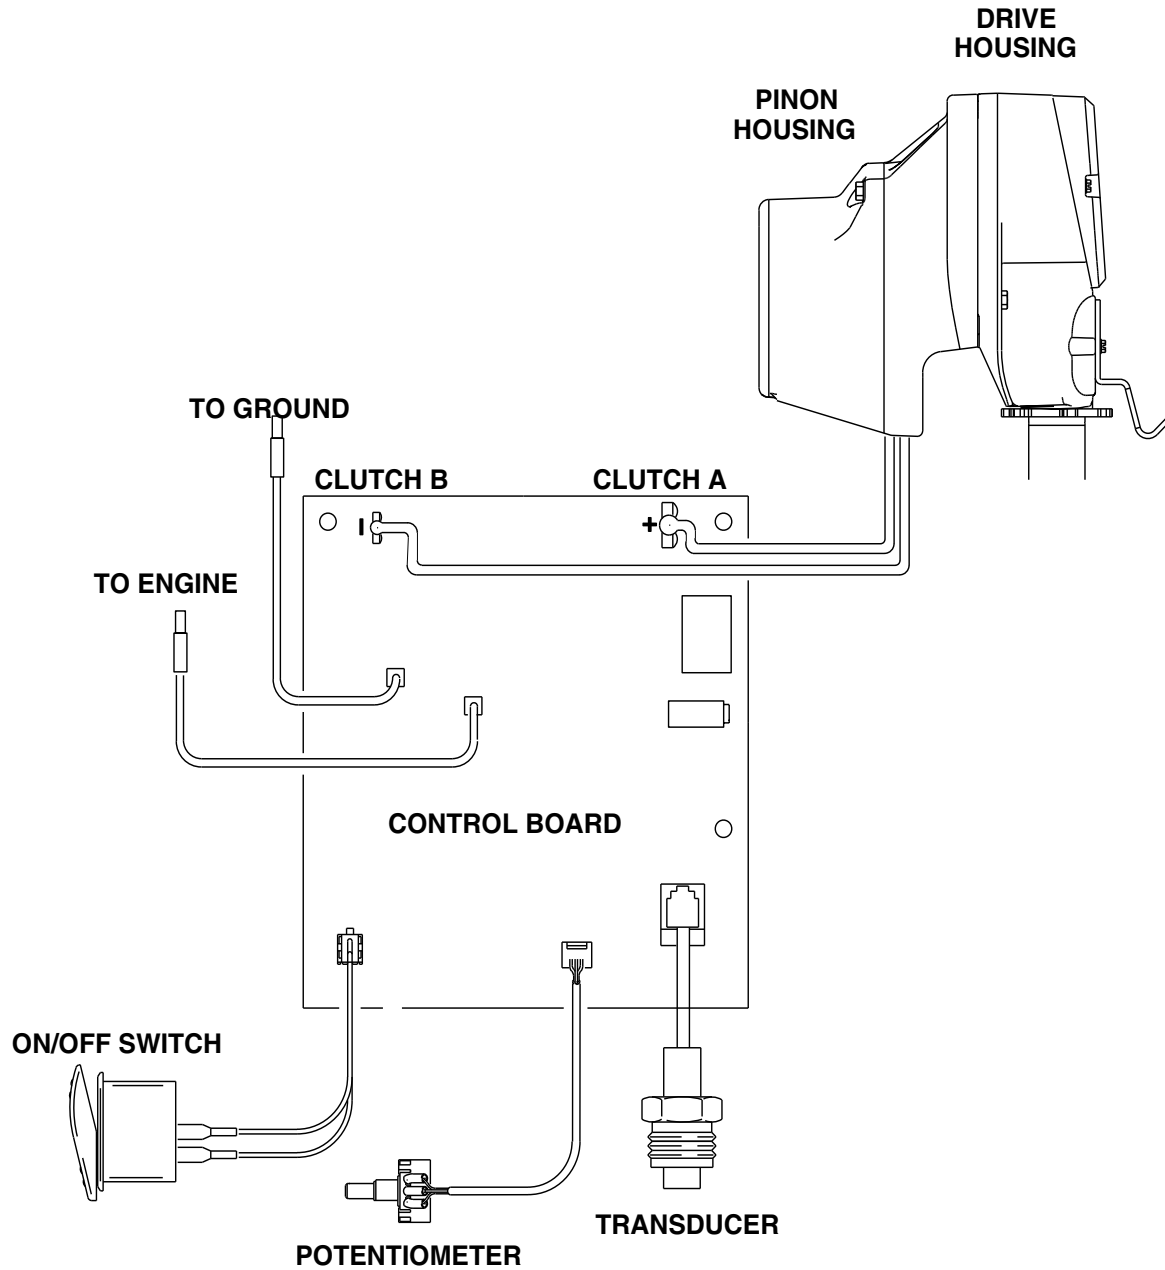 DRIVE
HOUSING
PINON
HOUSING
TO GROUND
CLUTCH B
CLUTCH A
TO ENGINE
CONTROL BOARD
ON/OFF SWITCH
TRANSDUCER
POTENTIOMETER